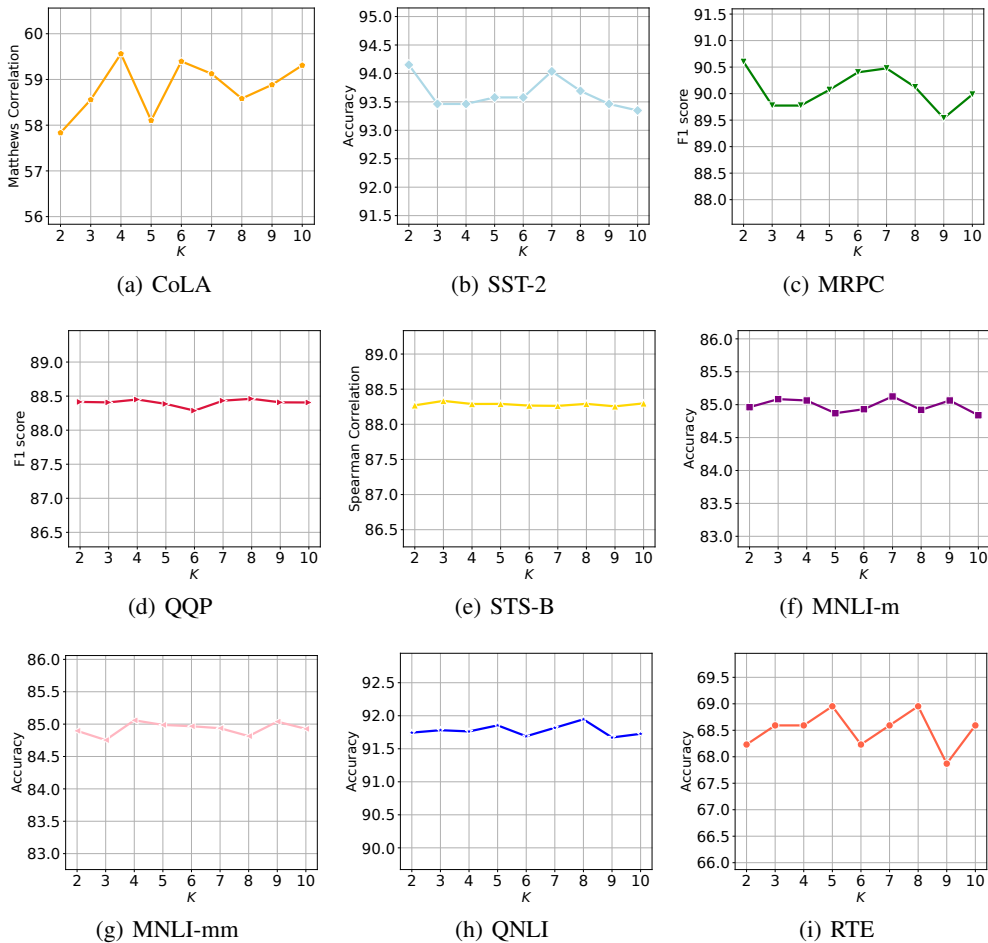 60
59
58
57
56
Matthews Correlation
2 3 4 5 6 7 8 9 10
K
(a) CoLA
95.0
94.5
94.0
93.5
93.0
92.5
92.0
91.5
Accuracy
2 3 4 5 6 7 8 9 10
K
(b) SST-2
91.5
91.0
90.5
90.0
89.5
89.0
88.5
88.0
F1 score
2 3 4 5 6 7 8 9 10
K
(c) MRPC
89.0
88.5
88.0
87.5
87.0
86.5
F1 score
2 3 4 5 6 7 8 9 10
K
(d) QQP
89.0
88.5
88.0
87.5
87.0
86.5
Spearman Correlation
2 3 4 5 6 7 8 9 10
K
(e) STS-B
86.0
85.5
85.0
84.5
84.0
83.5
83.0
Accuracy
2 3 4 5 6 7 8 9 10
K
(f) MNLI-m
86.0
85.5
85.0
84.5
84.0
83.5
83.0
Accuracy
2 3 4 5 6 7 8 9 10
K
(g) MNLI-mm
92.5
92.0
91.5
91.0
90.5
90.0
Accuracy
2 3 4 5 6 7 8 9 10
K
(h) QNLI
69.5
69.0
68.5
68.0
67.5
67.0
66.5
66.0
Accuracy
2 3 4 5 6 7 8 9 10
K
(i) RTE